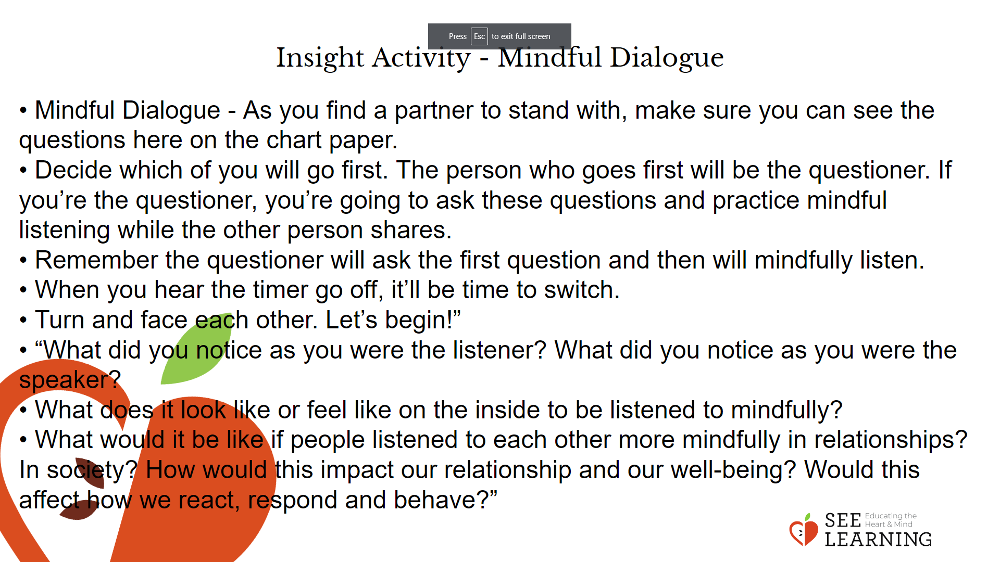 Press Esc to exit full screen
Insight Activity - Mindful Dialogue
• Mindful Dialogue - As you find a partner to stand with, make sure you can see the
questions here on the chart paper.
• Decide which of you will go first. The person who goes first will be the questioner. If
you’re the questioner, you’re going to ask these questions and practice mindful
listening while the other person shares.
• Remember the questioner will ask the first question and then will mindfully listen.
• When you hear the timer go off, it’ll be time to switch.
• Turn and face each other. Let’s begin!”
• “What did you notice as you were the listener? What did you notice as you were the
speaker?
• What does it look like or feel like on the inside to be listened to mindfully?
• What would it be like if people listened to each other more mindfully in relationships?
In society? How would this impact our relationship and our well-being? Would this
affect how we react, respond and behave?”
SEE
Educating the
Heart & Mind
LEARNING